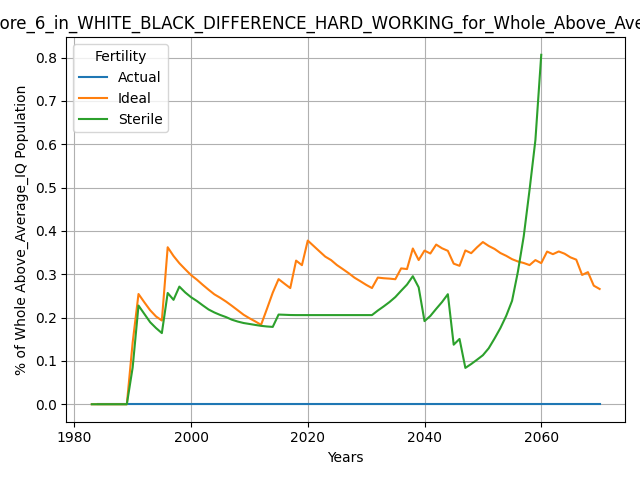 ore_6_in_WHITE_BLACK_DIFFERENCE_HARD_WORKING_for_Whole_Above_Ave
Fertility
Actual
Ideal
Sterile
% of Whole Above_Average_IQ Population
0.8
0.7
0.6
0.5
0.4
0.3
0.2
0.1
0.0
1980 2000 2020 2040 2060
Years